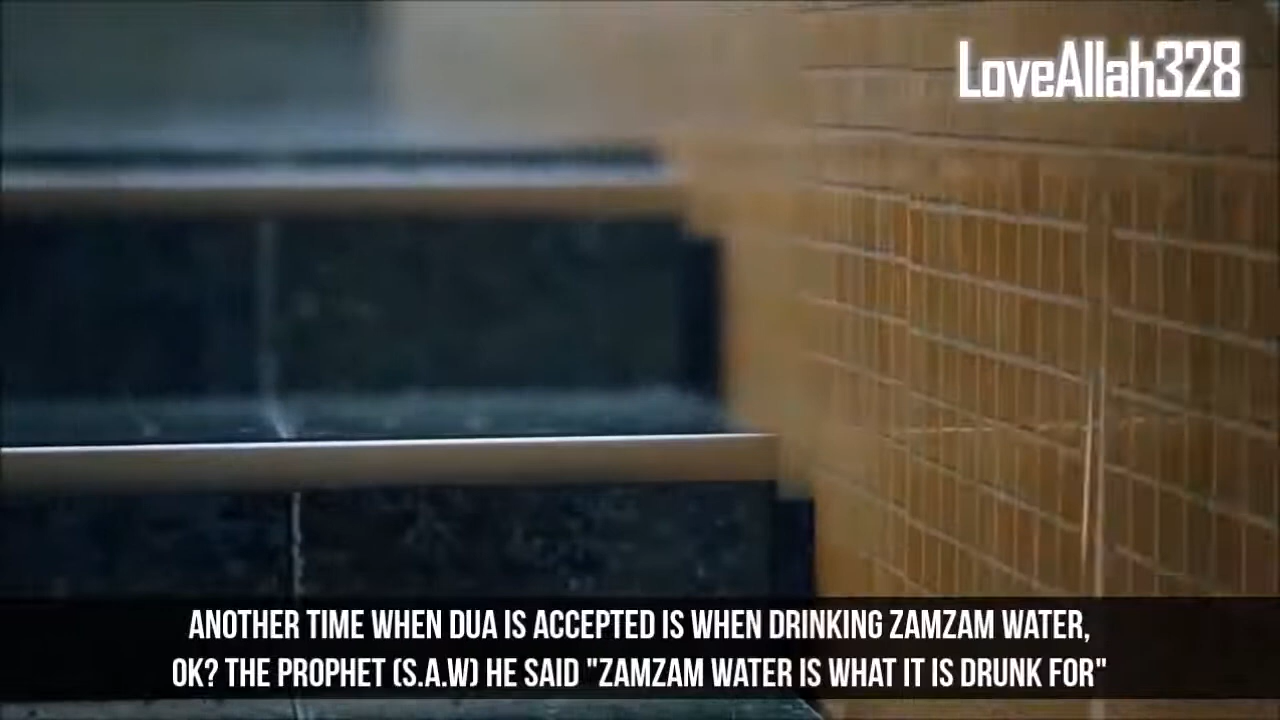 LoveAllah328
ANOTHER TIME WHEN DUA IS ACCEPTED IS WHEN DRINKING ZAMZAM WATER,
OK? THE PROPHET (S.A.W) HE SAID "ZAMZAM WATER IS WHAT IT IS DRUNK FOR"